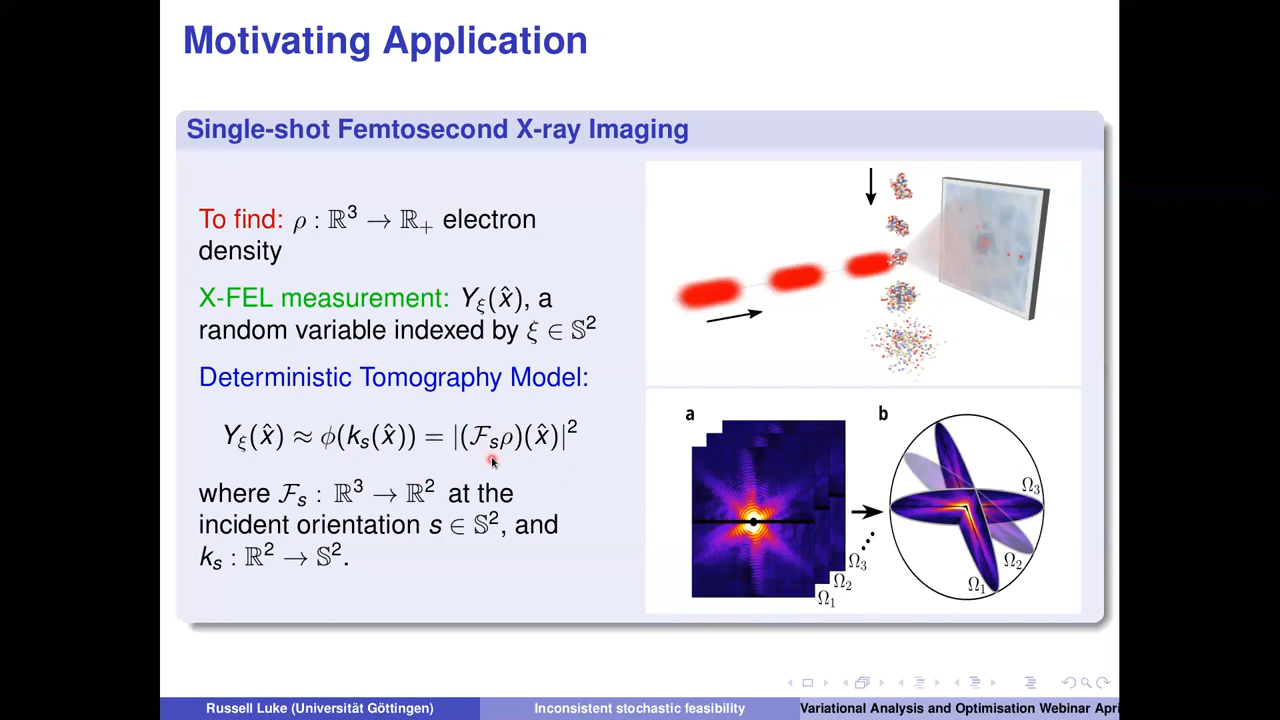 Motivating Application
Single-shot Femtosecond X-ray Imaging
To find: ρ : ℝ³ → ℝ₊ electron
density
X-FEL measurement: Y_ξ(x̂), a
random variable indexed by ξ ∈ 𝕊²
Deterministic Tomography Model:
Y_ξ(x̂) ≈ ϕ(k_s(x̂)) = |(ℱ_sρ)(x̂)|²
where ℱ_s : ℝ³ → ℝ² at the
incident orientation s ∈ 𝕊², and
k_s : ℝ² → 𝕊².
a
b
Ω₃
Ω₂
Ω₁
Ω₃
Ω₂
Ω₁
Russell Luke (Universität Göttingen)
Inconsistent stochastic feasibility
Variational Analysis and Optimisation Webinar Apri